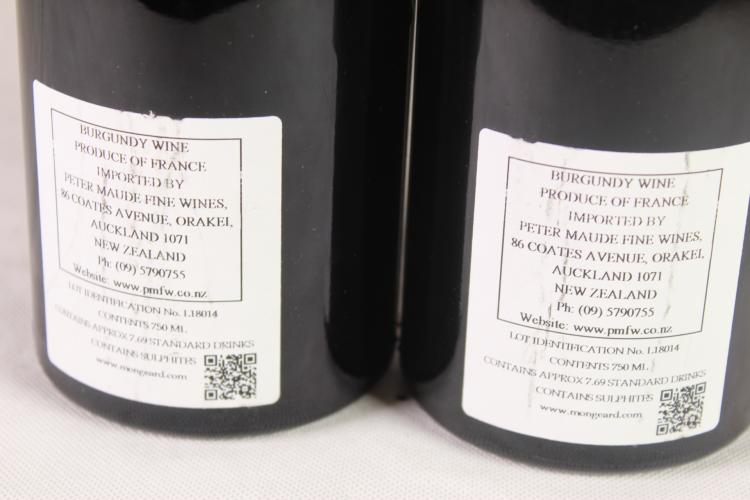 BURGUNDY WINE
PRODUCE OF FRANCE
IMPORTED BY
PETER MAUDE FINE WINES,
86 COATES AVENUE, ORAKEI,
AUCKLAND 1071
NEW ZEALAND
Ph: (09) 5790755
Website: www.pmfw.co.nz
LOT IDENTIFICATION No. L18014
CONTENTS 750 ML
CONTAINS APPROX 7.69 STANDARD DRINKS
CONTAINS SULPHITES
www.mongeard.com
BURGUNDY WINE
PRODUCE OF FRANCE
IMPORTED BY
PETER MAUDE FINE WINES,
86 COATES AVENUE, ORAKEI,
AUCKLAND 1071
NEW ZEALAND
Ph: (09) 5790755
Website: www.pmfw.co.nz
LOT IDENTIFICATION No. L18014
CONTENTS 750 ML
CONTAINS APPROX 7.69 STANDARD DRINKS
CONTAINS SULPHITES
www.mongeard.com